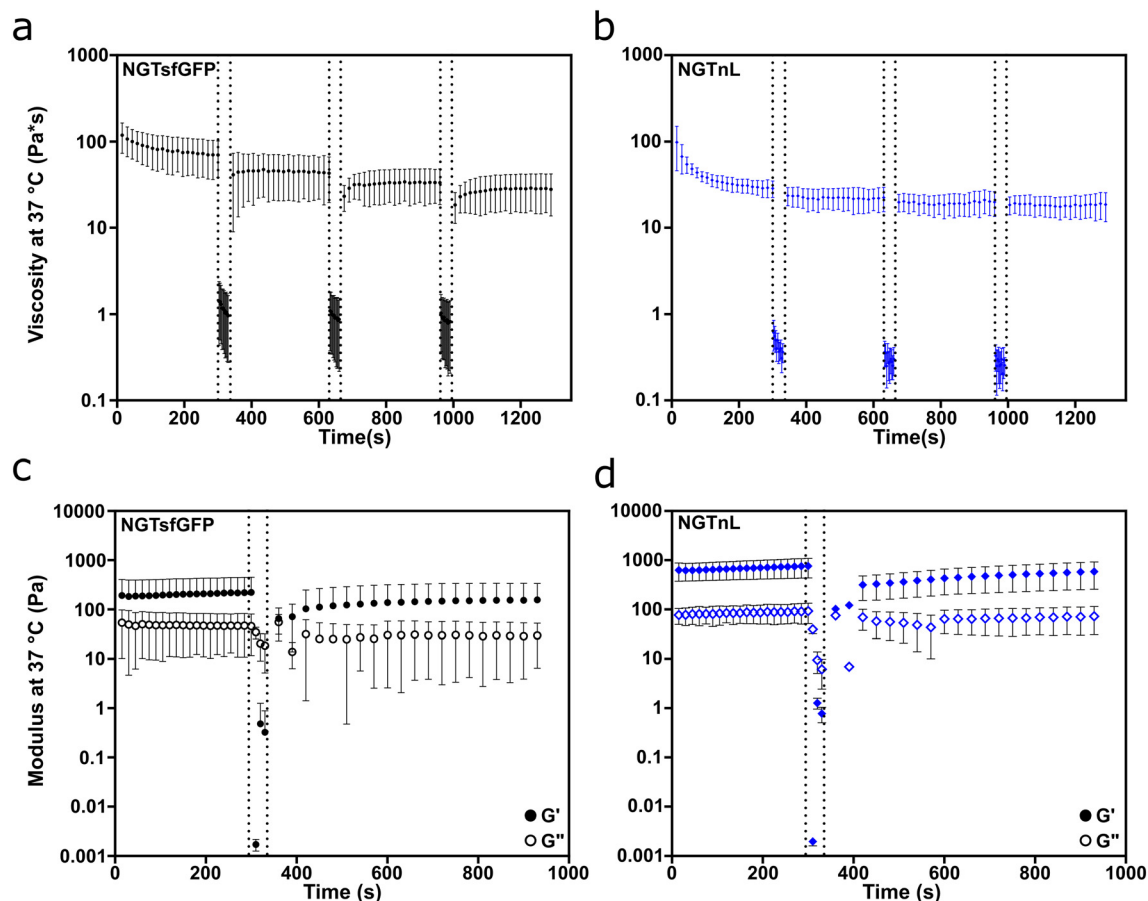 a
NGTsfGFP
Viscosity at 37 °C (Pa*s)
1000
100
10
1
0.1
0 200 400 600 800 1000 1200
Time(s)
b
NGTnL
1000
100
10
1
0.1
0 200 400 600 800 1000 1200
Time(s)
c
NGTsfGFP
Modulus at 37 °C (Pa)
10000
1000
100
10
1
0.1
0.01
0.001
0 200 400 600 800 1000
Time (s)
G'
G"
d
NGTnL
10000
1000
100
10
1
0.1
0.01
0.001
0 200 400 600 800 1000
Time (s)
G'
G"